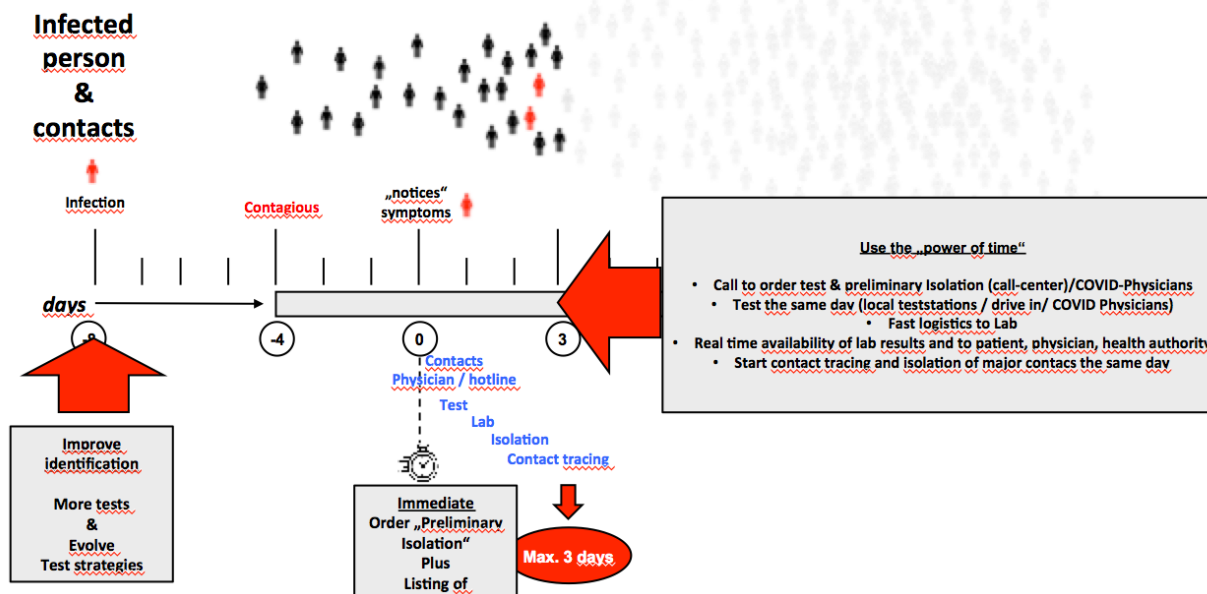 Infected
person
&
contacts
Infection
Contagious
„notices“
symptoms
Use the „power of time“
• Call to order test & preliminary Isolation (call-center)/COVID-Physicians
• Test the same day (local teststations / drive in/ COVID Physicians)
• Fast logistics to Lab
• Real time availability of lab results and to patient, physician, health authority
• Start contact tracing and isolation of major contacs the same day
days
-4
0
3
Contacts
Physician / hotline
Test
Lab
Isolation
Contact tracing
Improve
identification
More tests
&
Evolve
Test strategies
Immediate
Order „Preliminary
Isolation“
Plus
Listing of
Max. 3 days